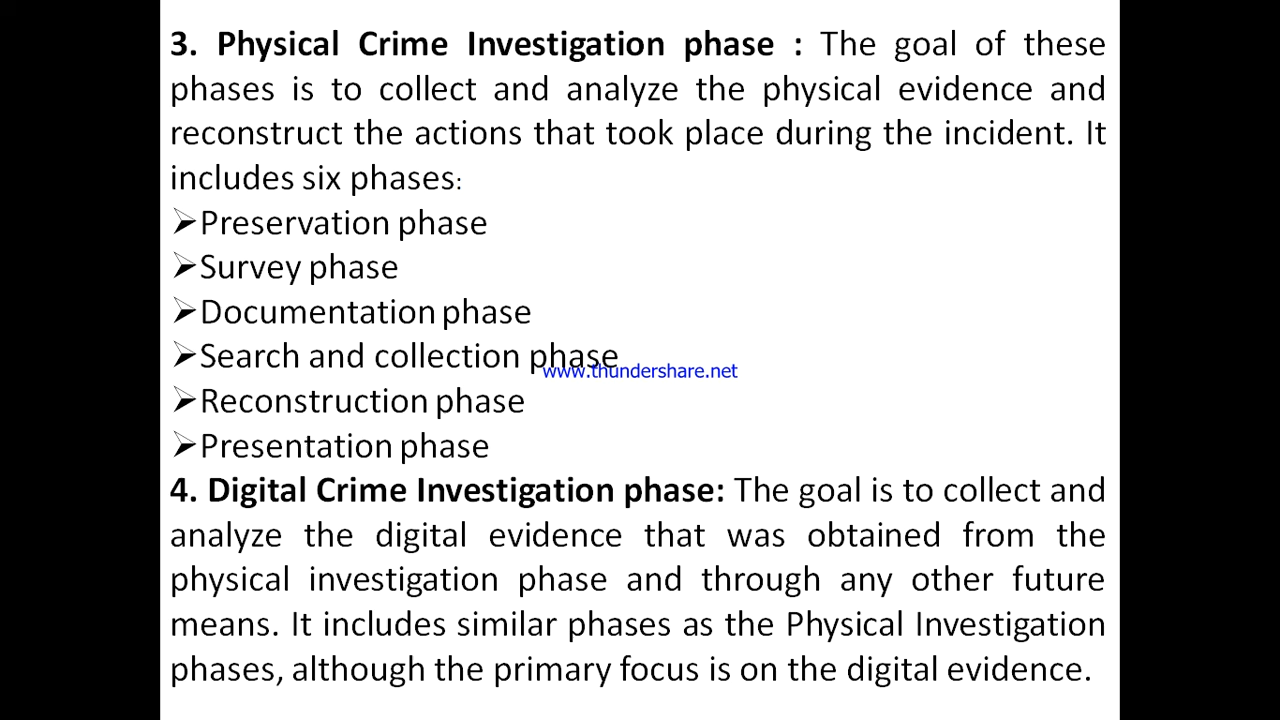 3. Physical Crime Investigation phase : The goal of these
phases is to collect and analyze the physical evidence and
reconstruct the actions that took place during the incident. It
includes six phases:
➢Preservation phase
➢Survey phase
➢Documentation phase
➢Search and collection phase
www.thundershare.net
➢Reconstruction phase
➢Presentation phase
4. Digital Crime Investigation phase: The goal is to collect and
analyze the digital evidence that was obtained from the
physical investigation phase and through any other future
means. It includes similar phases as the Physical Investigation
phases, although the primary focus is on the digital evidence.